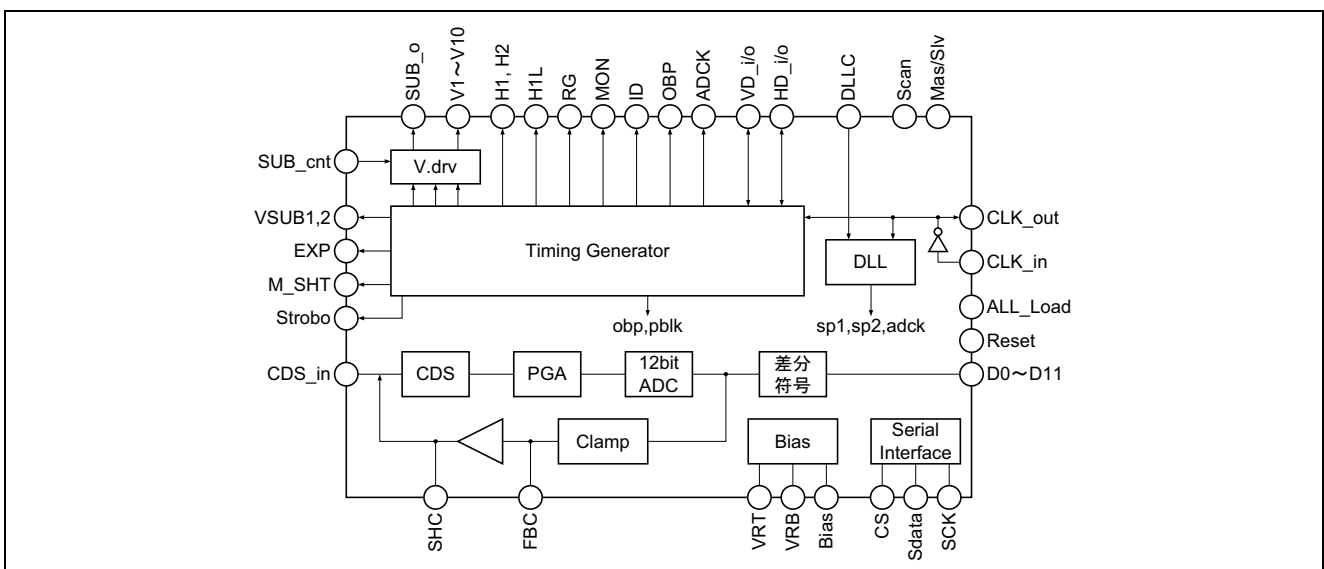 SUB_o
V1～V10
H1, H2
H1L
RG
MON
ID
OBP
ADCK
VD_i/o
HD_i/o
DLLC
Scan
Mas/Slv
SUB_cnt
V.drv
VSUB1,2
EXP
M_SHT
Strobo
Timing Generator
DLL
CLK_out
CLK_in
ALL_Load
Reset
obp,pblk
sp1,sp2,adck
CDS_in
CDS
PGA
12bit
ADC
差分
符号
D0～D11
Clamp
Bias
Serial
Interface
SHC
FBC
VRT
VRB
Bias
CS
Sdata
SCK